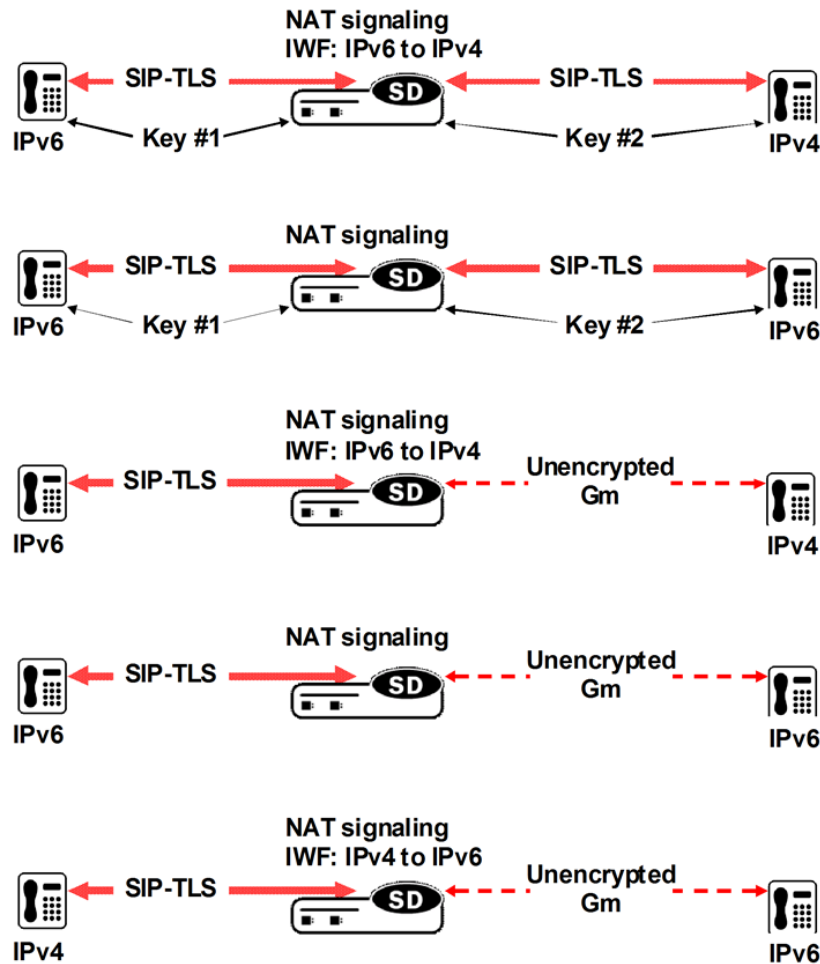 NAT signaling
IWF: IPv6 to IPv4
SIP-TLS
SD
SIP-TLS
IPv6
Key #1
Key #2
IPv4
NAT signaling
SIP-TLS
SD
SIP-TLS
IPv6
Key #1
Key #2
IPv6
NAT signaling
IWF: IPv6 to IPv4
SIP-TLS
SD
Unencrypted
Gm
IPv6
IPv4
NAT signaling
SIP-TLS
SD
Unencrypted
Gm
IPv6
IPv6
NAT signaling
IWF: IPv4 to IPv6
SIP-TLS
SD
Unencrypted
Gm
IPv4
IPv6